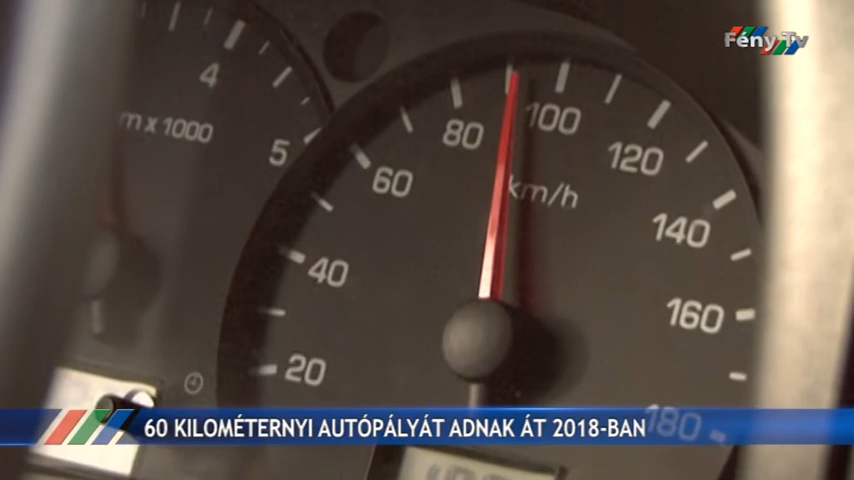 Fény Tv
4
m x 1000
5
80
100
120
60
km/h
140
40
160
20
180
60 KILOMÉTERNYI AUTÓPÁLYÁT ADNAK ÁT 2018-BAN